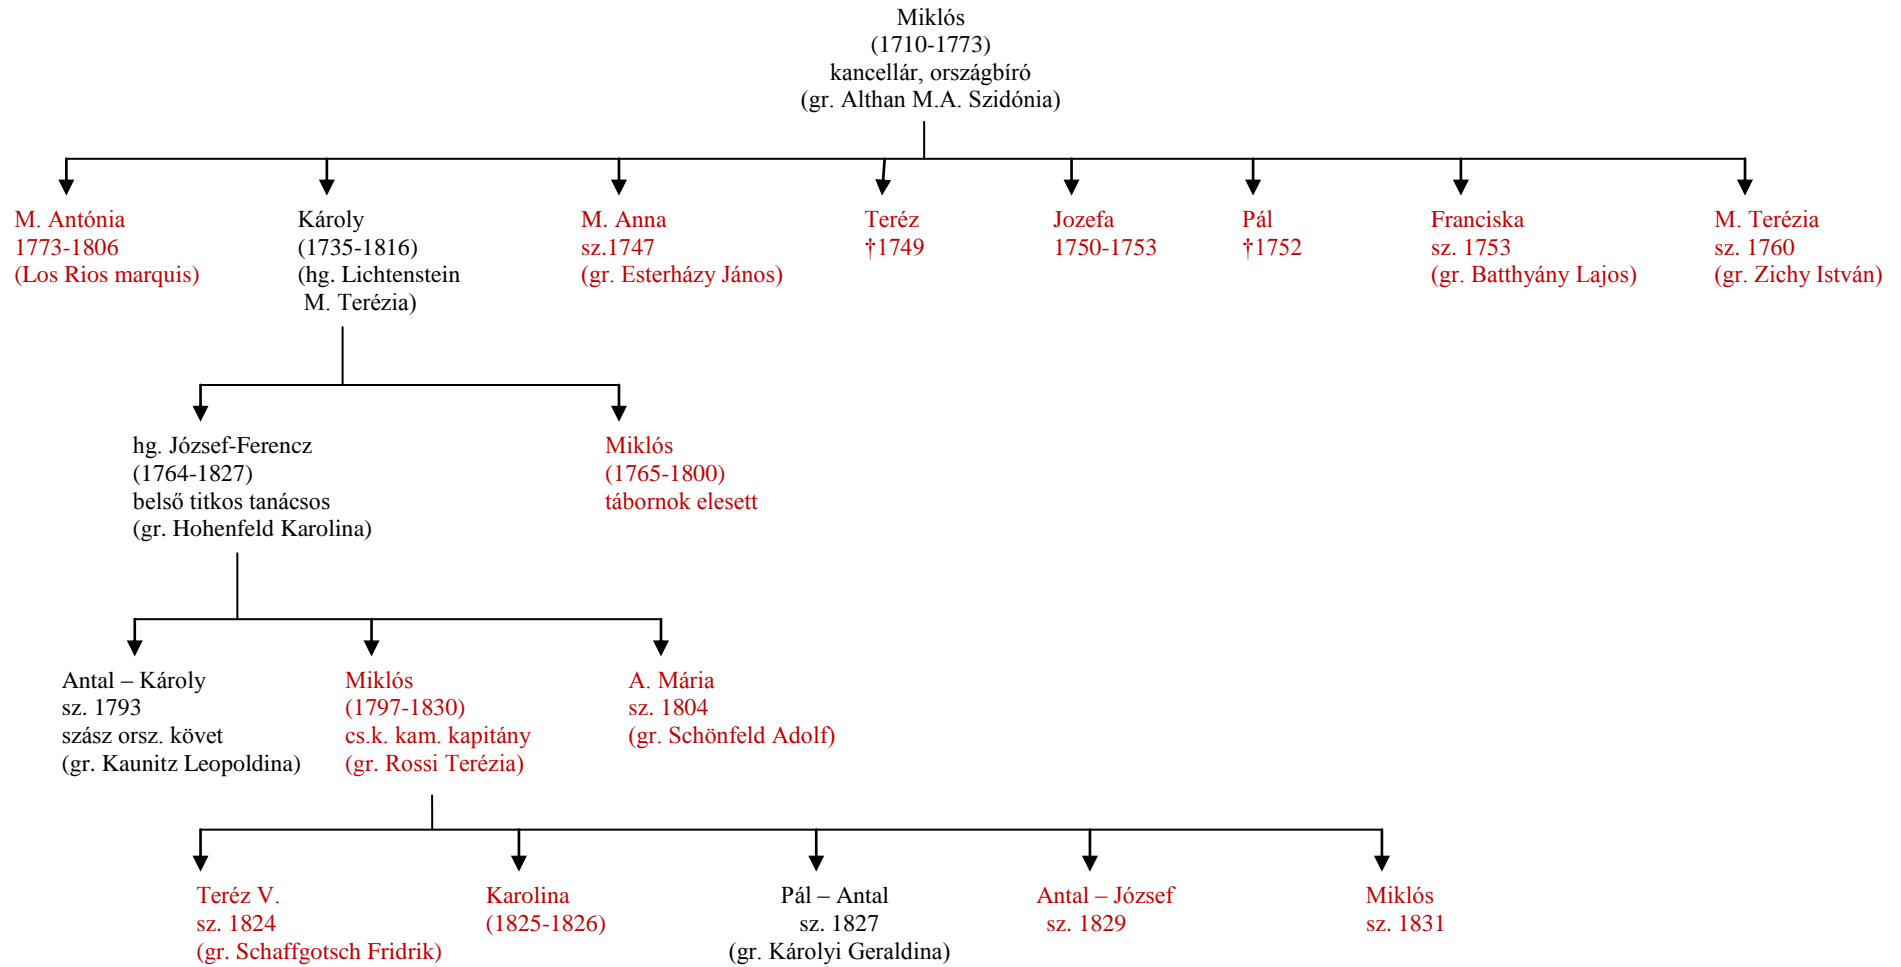 Miklós
(1710-1773)
kancellár, országbíró
(gr. Althan M.A. Szidónia)
M. Antónia
1773-1806
(Los Rios marquis)
Károly
(1735-1816)
(hg. Lichtenstein
M. Terézia)
M. Anna
sz.1747
(gr. Esterházy János)
Teréz
†1749
Jozefa
1750-1753
Pál
†1752
Franciska
sz. 1753
(gr. Batthyány Lajos)
M. Terézia
sz. 1760
(gr. Zichy István)
hg. József-Ferencz
(1764-1827)
belső titkos tanácsos
(gr. Hohenfeld Karolina)
Miklós
(1765-1800)
tábornok elesett
Antal – Károly
sz. 1793
szász orsz. követ
(gr. Kaunitz Leopoldina)
Miklós
(1797-1830)
cs.k. kam. kapitány
(gr. Rossi Terézia)
A. Mária
sz. 1804
(gr. Schönfeld Adolf)
Teréz V.
sz. 1824
(gr. Schaffgotsch Fridrik)
Karolina
(1825-1826)
Pál – Antal
sz. 1827
(gr. Károlyi Geraldina)
Antal – József
sz. 1829
Miklós
sz. 1831